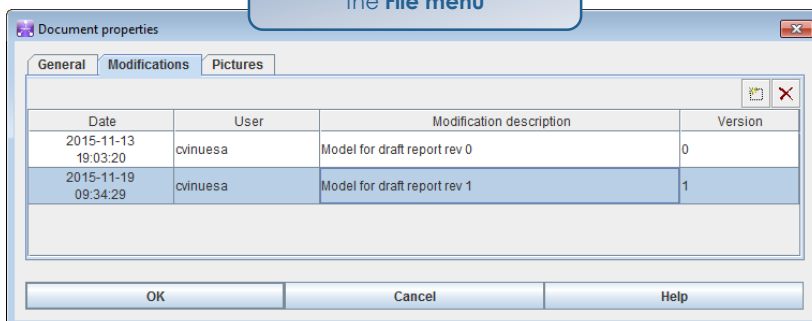 the File menu
Document properties
General Modifications Pictures
Date User Modification description Version
2015-11-13
19:03:20 cvinuesa Model for draft report rev 0 0
2015-11-19
09:34:29 cvinuesa Model for draft report rev 1 1
OK Cancel Help